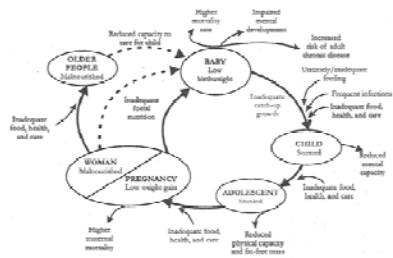 Higher
mortality
rate
Impaired
mental
development
Reduced capacity to
care for child
Increased
risk of adult
chronic disease
OLDER
PEOPLE
Malnourished
BABY
Low
birthweight
Untimely/inadequate
feeding
Frequent infections
Inadequate food,
health, and care
Inadequate
catch-up
growth
Inadequate
food, health,
and care
Inadequate
foetal
nutrition
CHILD
Stunted
Reduced
mental
capacity
WOMAN
Malnourished
PREGNANCY
Low weight gain
ADOLESCENT
Stunted
Inadequate food,
health, and care
Higher
maternal
mortality
Inadequate food,
health, and care
Reduced
physical capacity
and fat-free mass